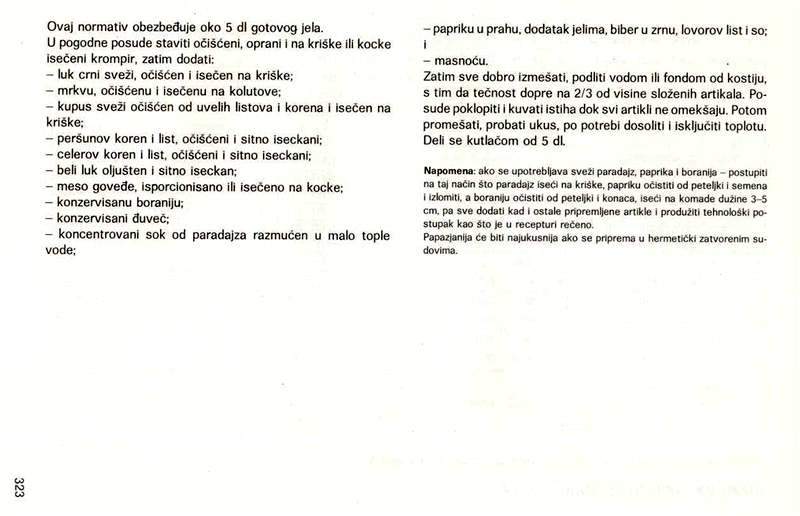 Ovaj normativ obezbeđuje oko 5 dl gotovog jela.
U pogodne posude staviti očišćeni, oprani i na kriške ili kocke
isečeni krompir, zatim dodati:
– luk crni sveži, očišćen i isečen na kriške;
– mrkvu, očišćenu i isečenu na kolutove;
– kupus sveži očišćen od uvelih listova i korena i isečen na
kriške;
– peršunov koren i list, očišćeni i sitno iseckani;
– celerov koren i list, očišćeni i sitno iseckani;
– beli luk oljušten i sitno iseckan;
– meso goveđe, isporcionisano ili isečeno na kocke;
– konzervisanu boraniju;
– konzervisani đuveč;
– koncentrovani sok od paradajza razmućen u malo tople
vode;
– papriku u prahu, dodatak jelima, biber u zrnu, lovorov list i so;
i
– masnoću.
Zatim sve dobro izmešati, podliti vodom ili fondom od kostiju,
s tim da tečnost dopre na 2/3 od visine složenih artikala. Po-
sude poklopiti i kuvati istiha dok svi artikli ne omekšaju. Potom
promešati, probati ukus, po potrebi dosoliti i isključiti toplotu.
Deli se kutlačom od 5 dl.
Napomena: ako se upotrebljava sveži paradajz, paprika i boranija – postupiti
na taj način što paradajz iseći na kriške, papriku očistiti od peteljki i semena
i izlomiti, a boraniju očistiti od peteljki i konaca, iseći na komade dužine 3–5
cm, pa sve dodati kad i ostale pripremljene artikle i produžiti tehnološki po-
stupak kao što je u recepturi rečeno.
Papazjanija će biti najukusnija ako se priprema u hermetički zatvorenim su-
dovima.
323